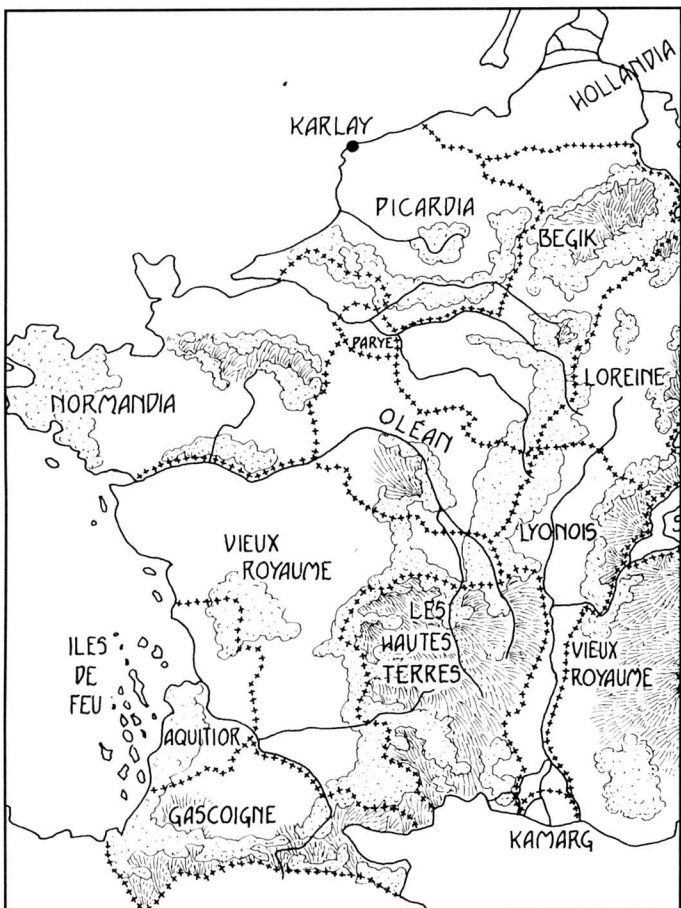 HOLLANDIA
KARLAY
PICARDIA
BEGIK
PARYE
LOREINE
NORMANDIA
OLEAN
LYONOIS
S
VIEUX
ROYAUME
LES
HAUTES
TERRES
VIEUX
ROYAUME
ILES
DE
FEU
AQUITIOR
GASCOIGNE
KAMARG